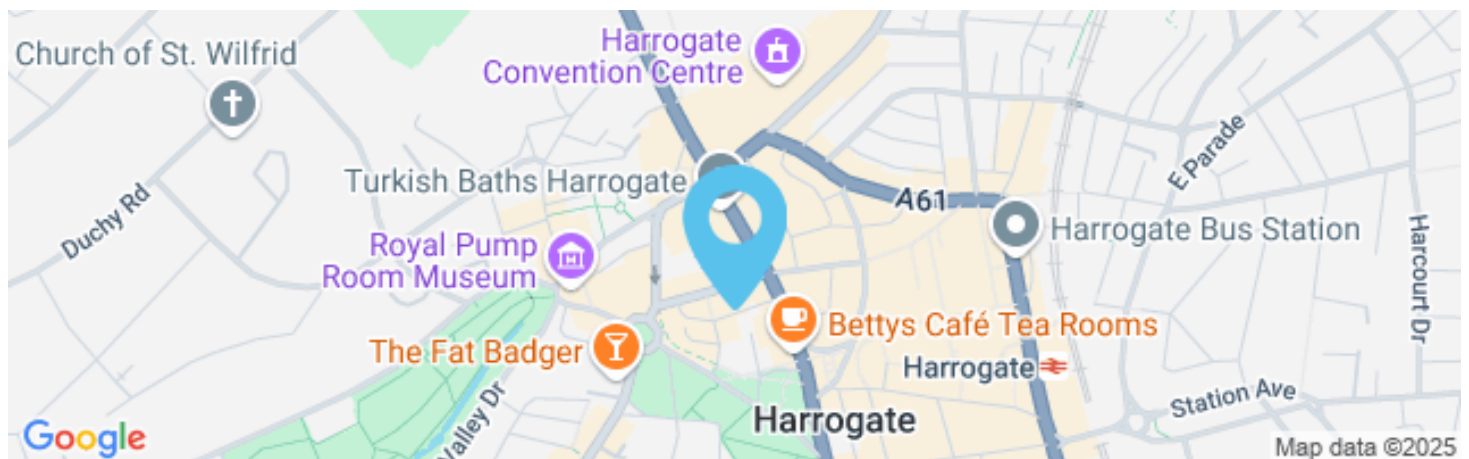 Church of St. Wilfrid
Harrogate
Convention Centre
E Parade
Turkish Baths Harrogate
A61
Duchy Rd
Royal Pump
Room Museum
Harrogate Bus Station
Harcourt Dr
The Fat Badger
Bettys Café Tea Rooms
Harrogate
Valley Dr
Station Ave
Harrogate
Google
Map data ©2025